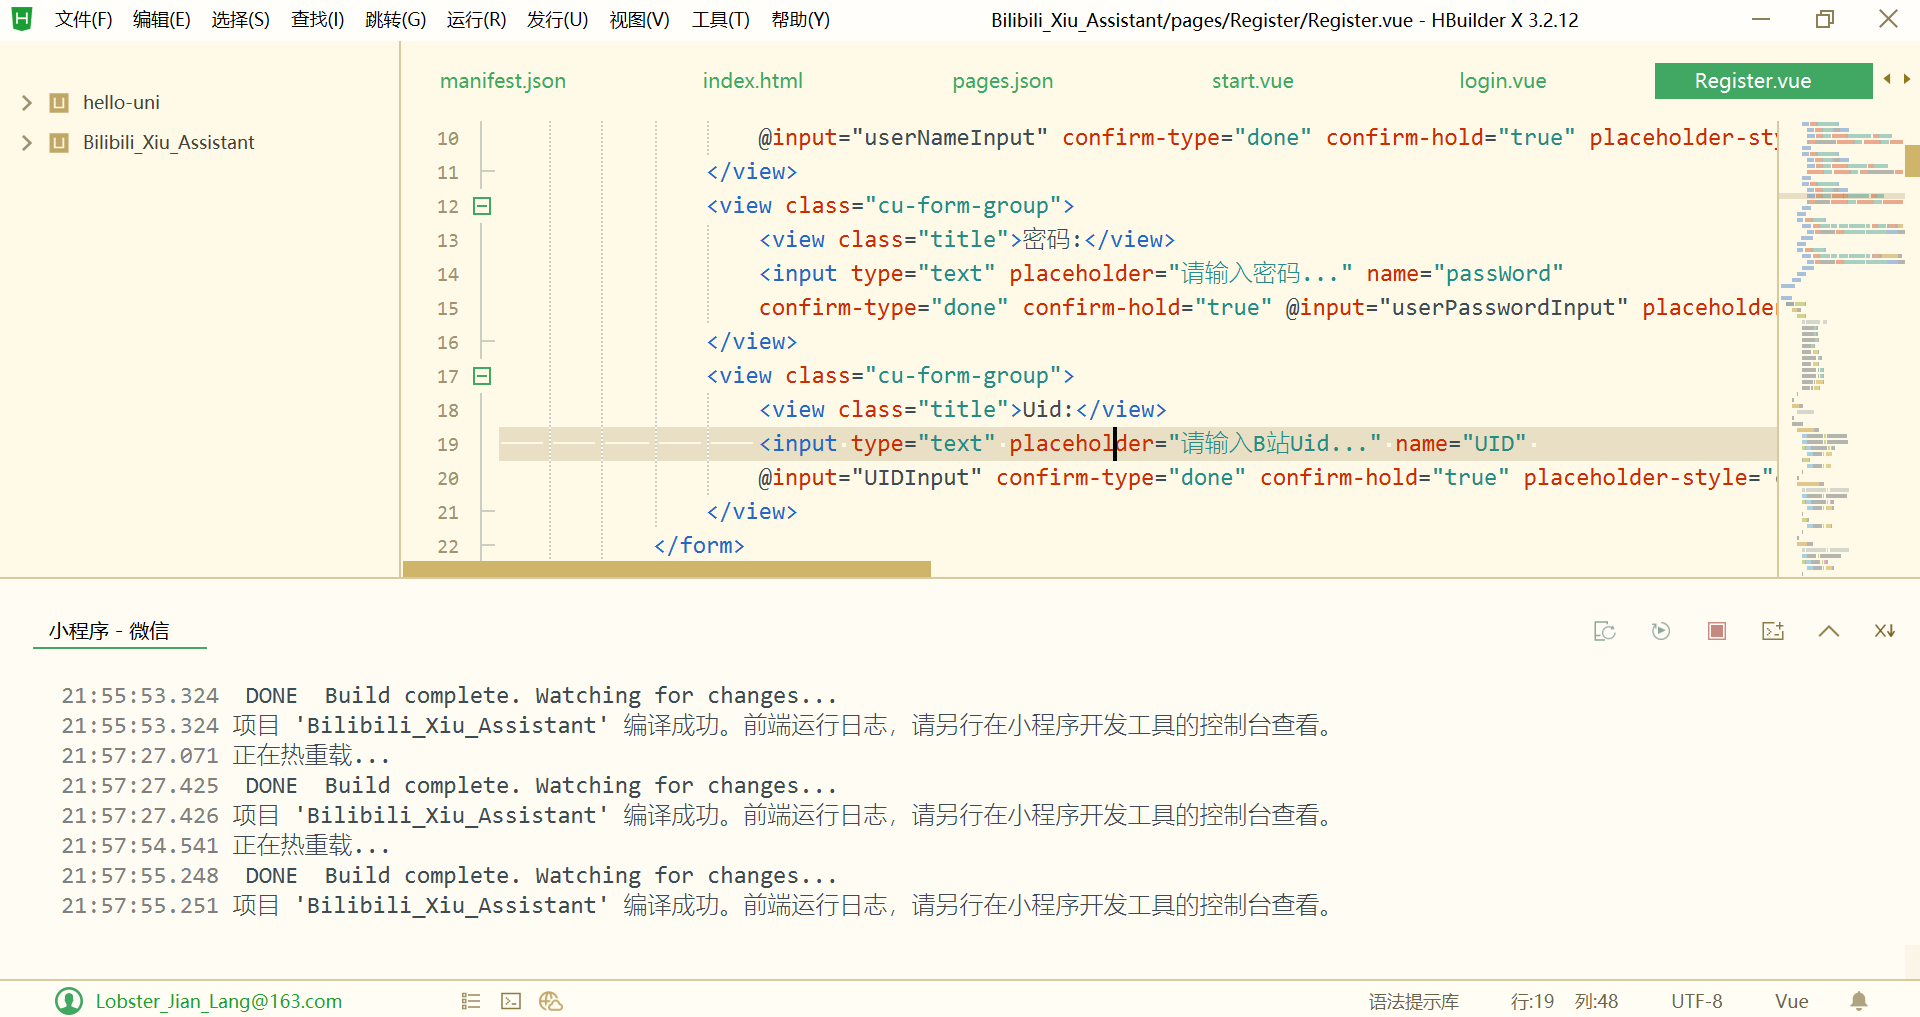 文件(F) 编辑(E) 选择(S) 查找(I) 跳转(G) 运行(R) 发行(U) 视图(V) 工具(T) 帮助(Y) Bilibili_Xiu_Assistant/pages/Register/Register.vue - HBuilder X 3.2.12
hello-uni
Bilibili_Xiu_Assistant
manifest.json index.html pages.json start.vue login.vue Register.vue
10 @input="userNameInput" confirm-type="done" confirm-hold="true" placeholder-sty
11 </view>
12 <view class="cu-form-group">
13 <view class="title">密码:</view>
14 <input type="text" placeholder="请输入密码..." name="passWord"
15 confirm-type="done" confirm-hold="true" @input="userPasswordInput" placeholder
16 </view>
17 <view class="cu-form-group">
18 <view class="title">Uid:</view>
19 <input type="text" placeholder="请输入B站Uid..." name="UID"
20 @input="UIDInput" confirm-type="done" confirm-hold="true" placeholder-style="
21 </view>
22 </form>
小程序 - 微信
21:55:53.324 DONE Build complete. Watching for changes...
21:55:53.324 项目 'Bilibili_Xiu_Assistant' 编译成功。前端运行日志，请另行在小程序开发工具的控制台查看。
21:57:27.071 正在热重载...
21:57:27.425 DONE Build complete. Watching for changes...
21:57:27.426 项目 'Bilibili_Xiu_Assistant' 编译成功。前端运行日志，请另行在小程序开发工具的控制台查看。
21:57:54.541 正在热重载...
21:57:55.248 DONE Build complete. Watching for changes...
21:57:55.251 项目 'Bilibili_Xiu_Assistant' 编译成功。前端运行日志，请另行在小程序开发工具的控制台查看。
Lobster_Jian_Lang@163.com 语法提示库 行:19 列:48 UTF-8 Vue